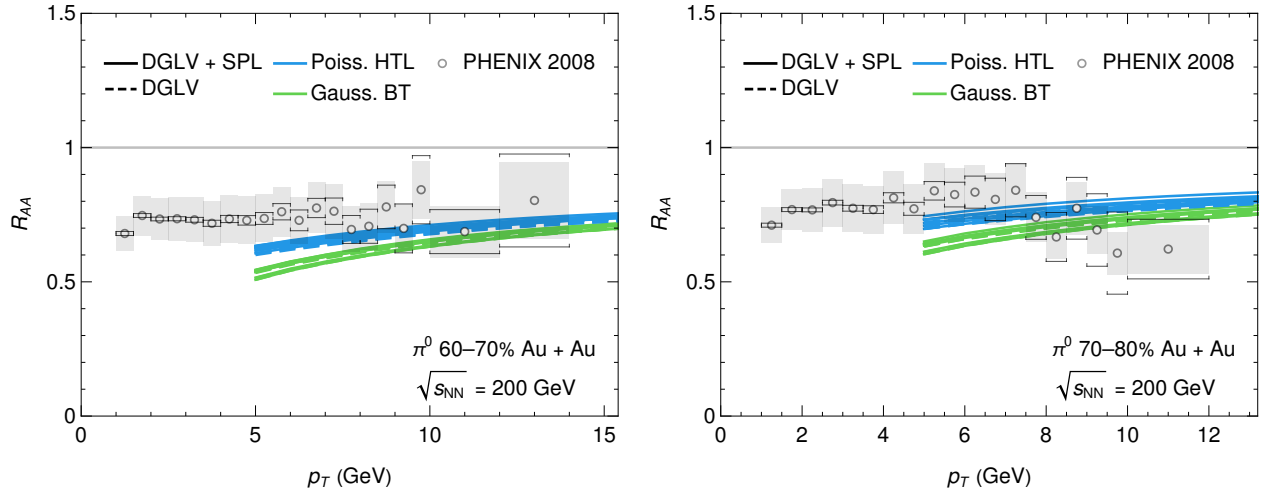 1.5
1
0.5
0
R_AA
DGLV + SPL
DGLV
Poiss. HTL
Gauss. BT
PHENIX 2008
π⁰ 60–70% Au + Au
√s_NN = 200 GeV
0 5 10 15
p_T (GeV)
1.5
1
0.5
0
R_AA
DGLV + SPL
DGLV
Poiss. HTL
Gauss. BT
PHENIX 2008
π⁰ 70–80% Au + Au
√s_NN = 200 GeV
0 2 4 6 8 10 12
p_T (GeV)